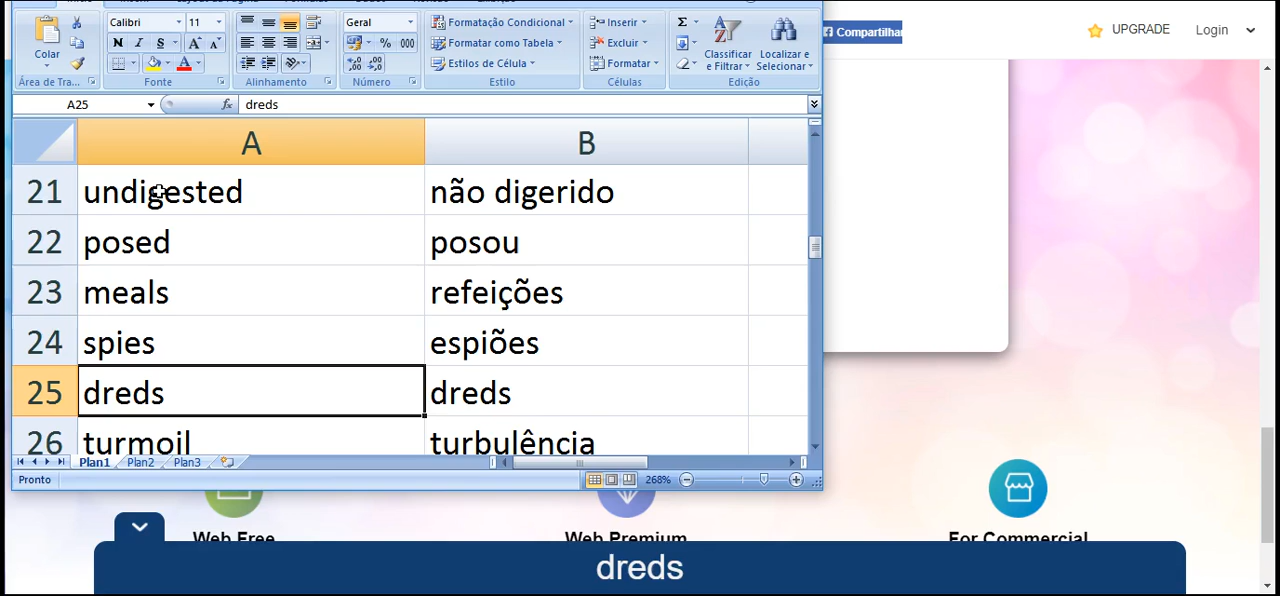 Compartilhar
UPGRADE
Login
Calibri
11
Geral
Formatação Condicional
Inserir
Σ
Colar
N I S A A
% 000
Formatar como Tabela
Excluir
Classificar e Filtrar
Localizar e Selecionar
A
Estilos de Célula
Formatar
Área de Tra...
Fonte
Alinhamento
Número
Estilo
Células
Edição
A25
fx
dreds
A B
21 undigested não digerido
22 posed posou
23 meals refeições
24 spies espiões
25 dreds dreds
26 turmoil turbulência
Plan1 Plan2 Plan3
Pronto
268%
Web Free
Web Premium
For Commercial
dreds